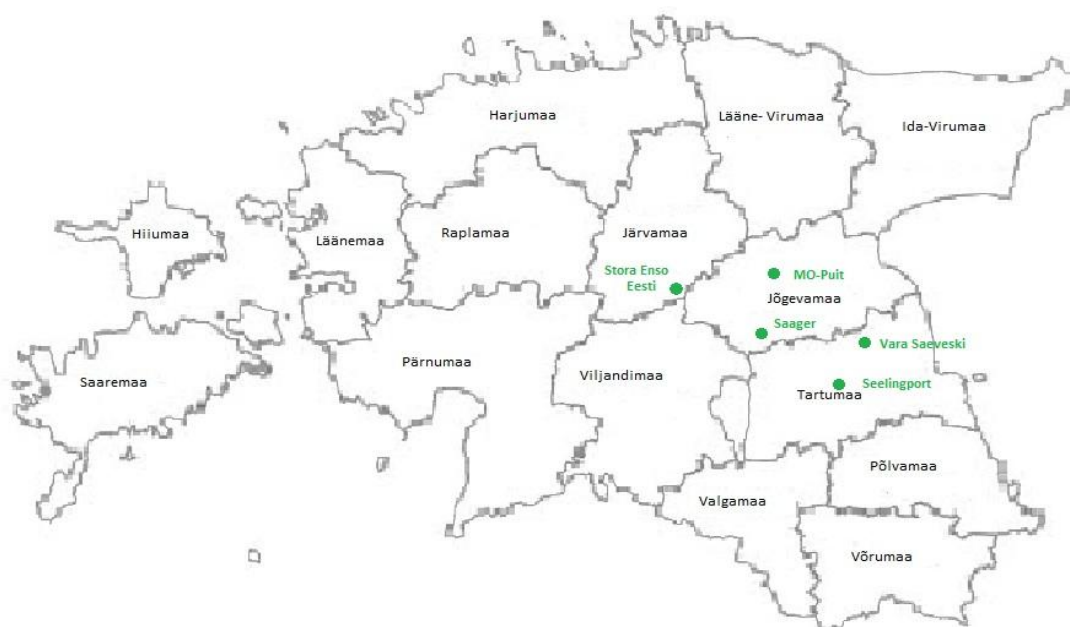 Harjumaa
Lääne- Virumaa
Ida-Virumaa
Hiiumaa
Läänemaa
Raplamaa
Järvamaa
Stora Enso
Eesti
MO-Puit
Jõgevamaa
Saager
Vara Saeveski
Saaremaa
Pärnumaa
Viljandimaa
Seelingport
Tartumaa
Põlvamaa
Valgamaa
Võrumaa